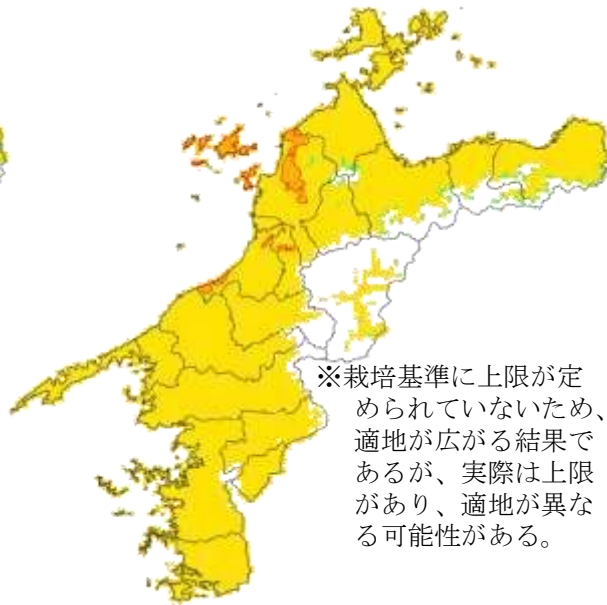 ※栽培基準に上限が定
められていないため、
適地が広がる結果で
あるが、実際は上限
があり、適地が異な
る可能性がある。